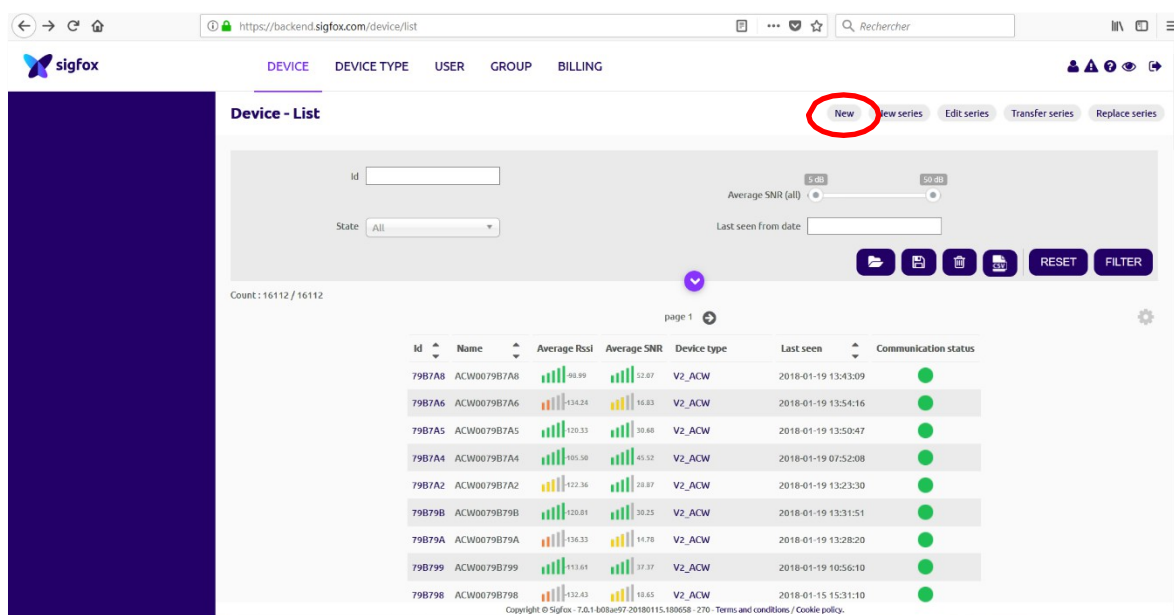 https://backend.sigfox.com/device/list
Rechercher
sigfox DEVICE DEVICE TYPE USER GROUP BILLING
Device - List New New series Edit series Transfer series Replace series
Id 5 dB 50 dB
Average SNR (all)
State All Last seen from date
CSV RESET FILTER
Count : 16112 / 16112
page 1
Id Name Average Rssi Average SNR Device type Last seen Communication status
79B7A8 ACW0079B7A8 -98.99 52.07 V2_ACW 2018-01-19 13:43:09
79B7A6 ACW0079B7A6 -134.24 16.83 V2_ACW 2018-01-19 13:54:16
79B7A5 ACW0079B7A5 -120.33 30.68 V2_ACW 2018-01-19 13:50:47
79B7A4 ACW0079B7A4 -105.50 45.52 V2_ACW 2018-01-19 07:52:08
79B7A2 ACW0079B7A2 -122.36 28.87 V2_ACW 2018-01-19 13:23:30
79B79B ACW0079B79B -120.81 30.25 V2_ACW 2018-01-19 13:31:51
79B79A ACW0079B79A -136.33 14.78 V2_ACW 2018-01-19 13:28:20
79B799 ACW0079B799 -113.61 37.37 V2_ACW 2018-01-19 10:56:10
79B798 ACW0079B798 -132.43 18.65 V2_ACW 2018-01-15 15:31:10
Copyright © Sigfox - 7.0.1-b08ae97-20180115.180658 - 270 - Terms and conditions / Cookie policy.